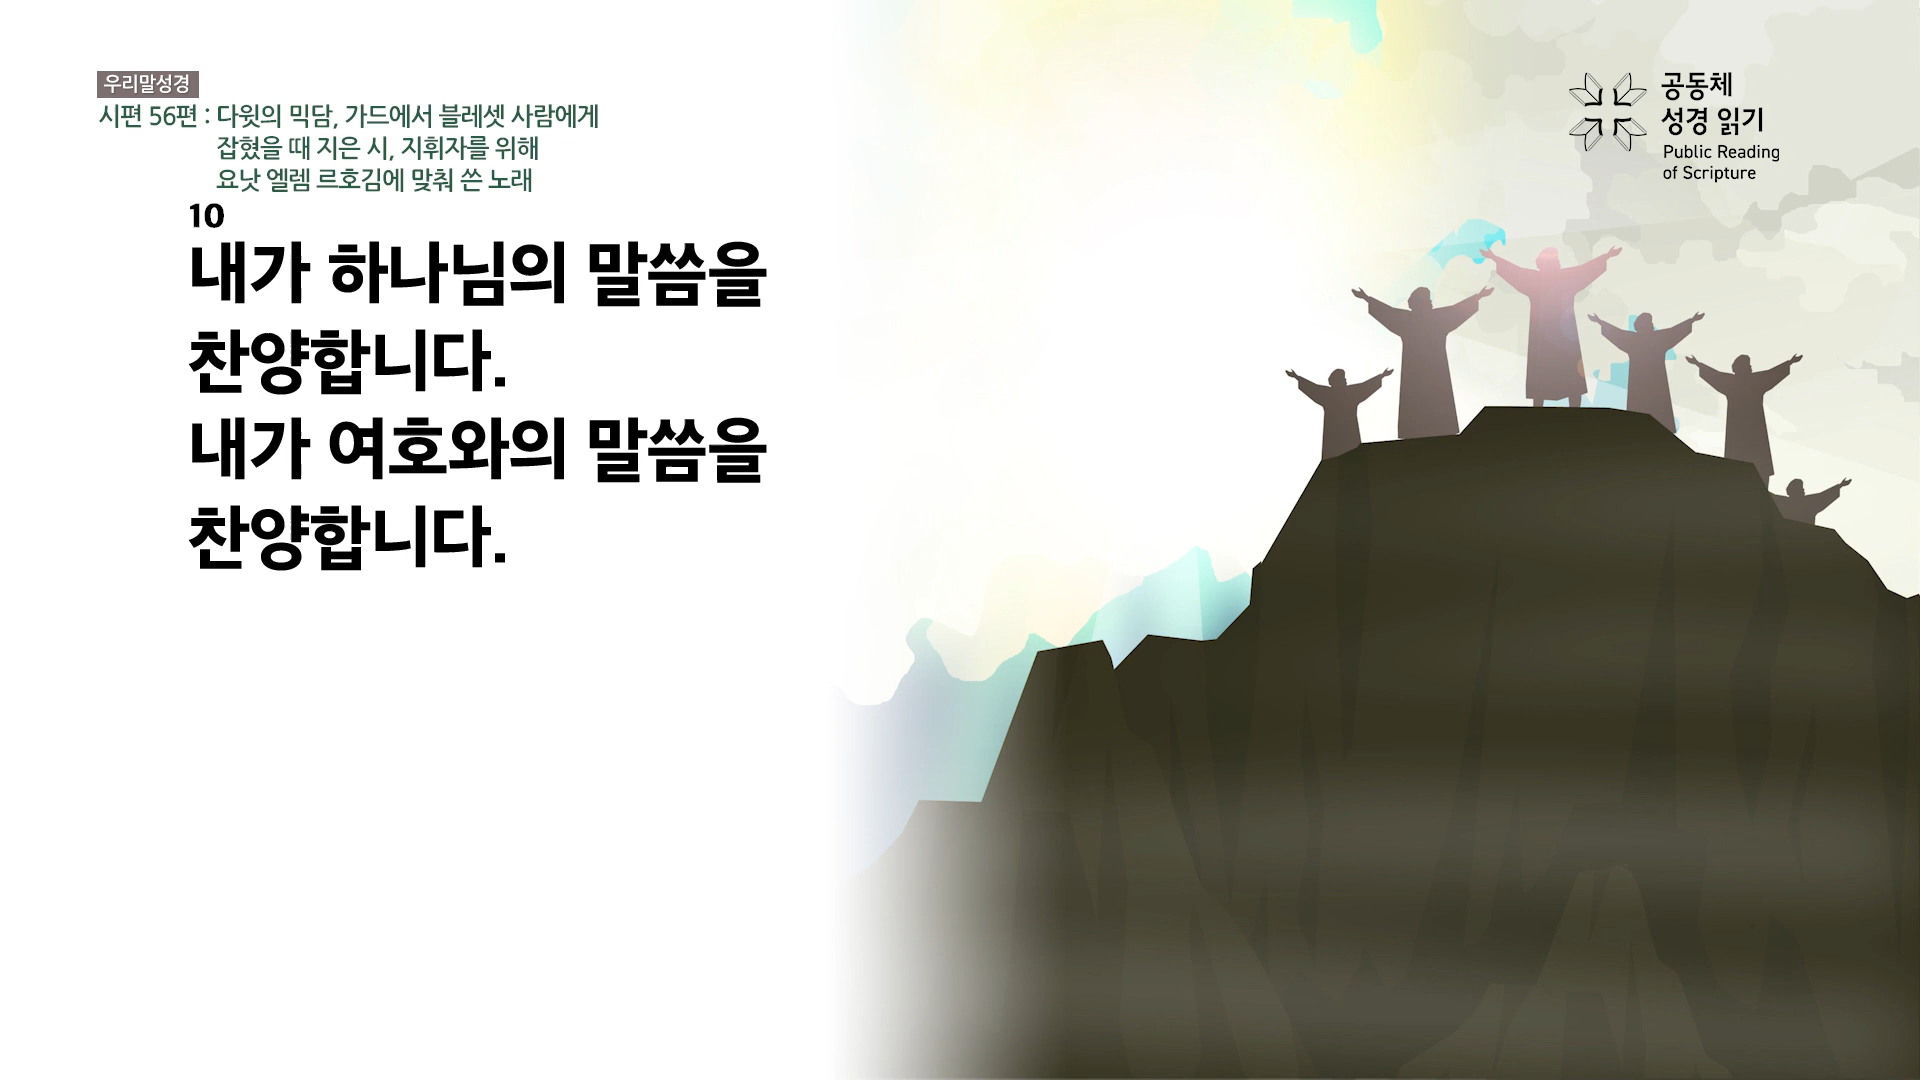 우리말성경
시편 56편 : 다윗의 믹담, 가드에서 블레셋 사람에게
잡혔을 때 지은 시, 지휘자를 위해
요낫 엘렘 르호김에 맞춰 쓴 노래
10
내가 하나님의 말씀을
찬양합니다.
내가 여호와의 말씀을
찬양합니다.
공동체
성경 읽기
Public Reading
of Scripture